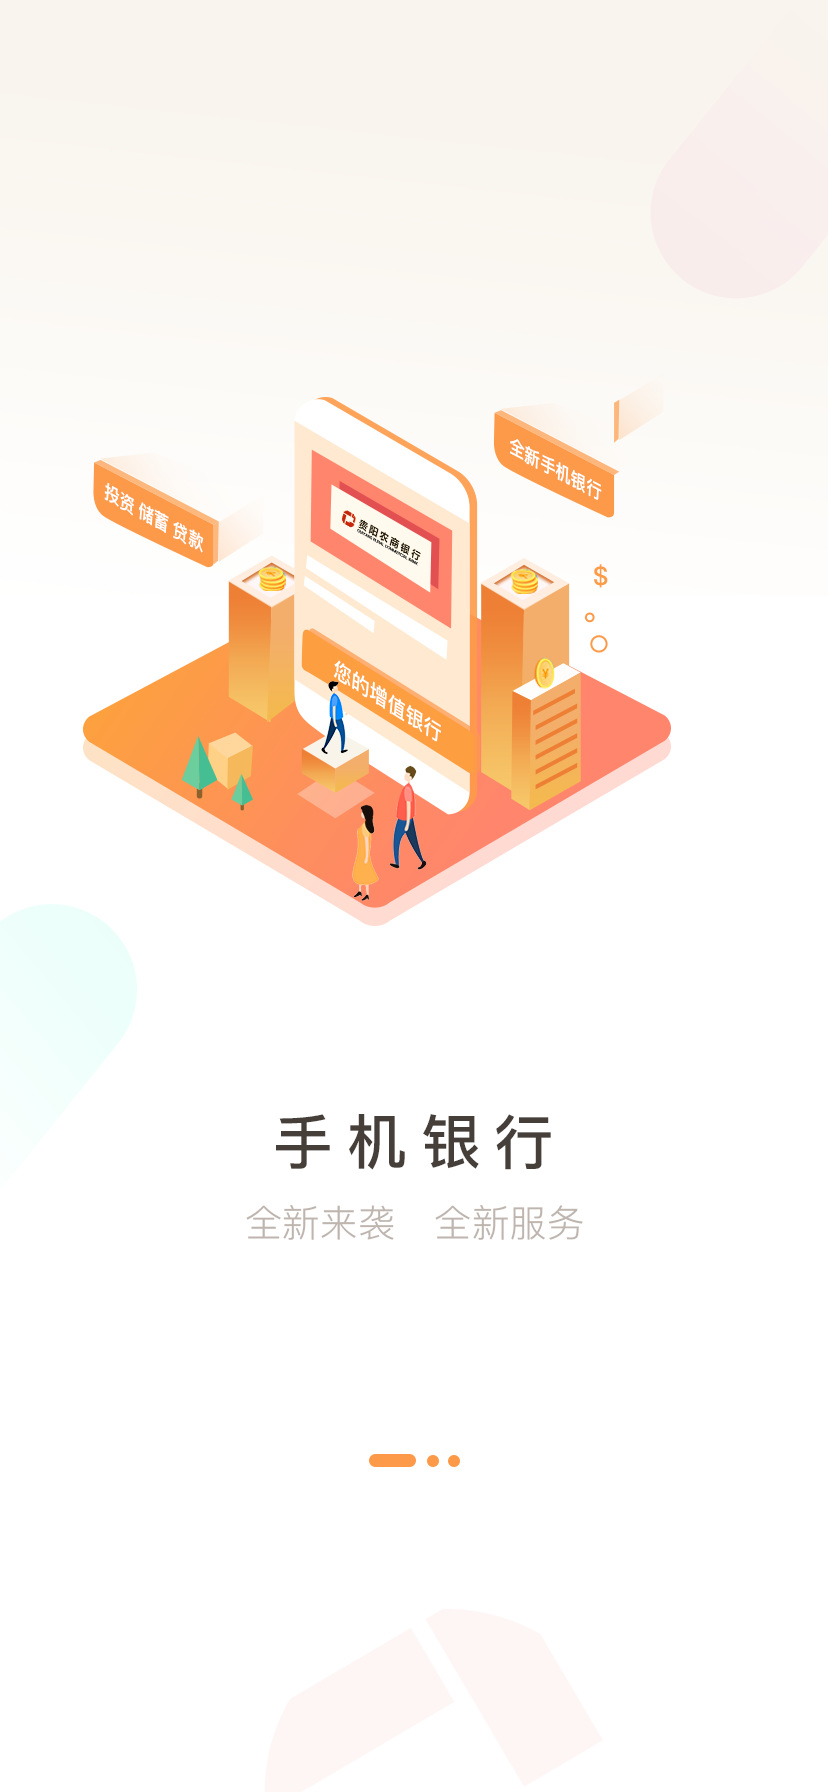 全新手机银行
投资 储蓄 贷款
贵阳农商银行
您的增值银行
$
手机银行
全新来袭 全新服务